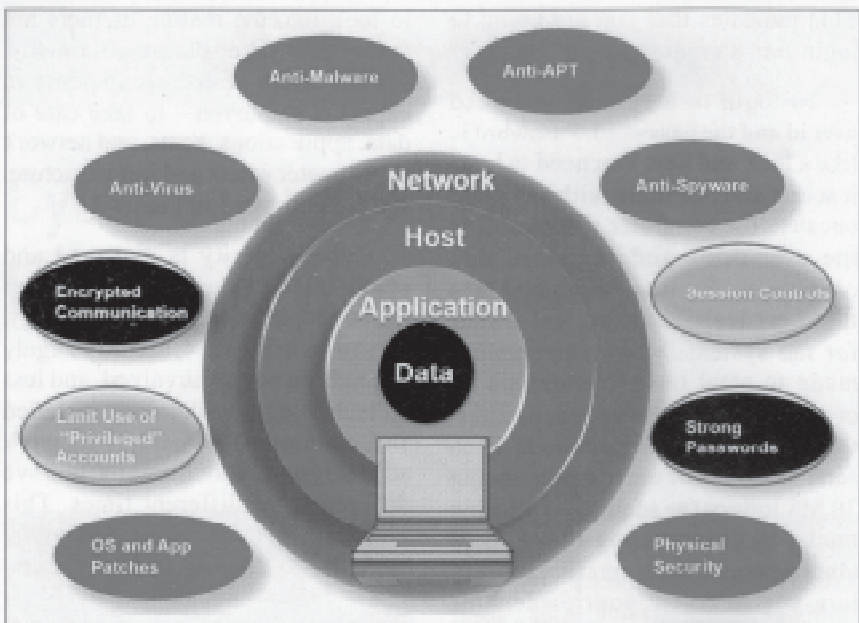 Anti-Malware
Anti-APT
Anti-Virus
Anti-Spyware
Network
Host
Application
Data
Encrypted
Communication
Session Controls
Limit Use of
"Privileged"
Accounts
Strong
Passwords
OS and App
Patches
Physical
Security